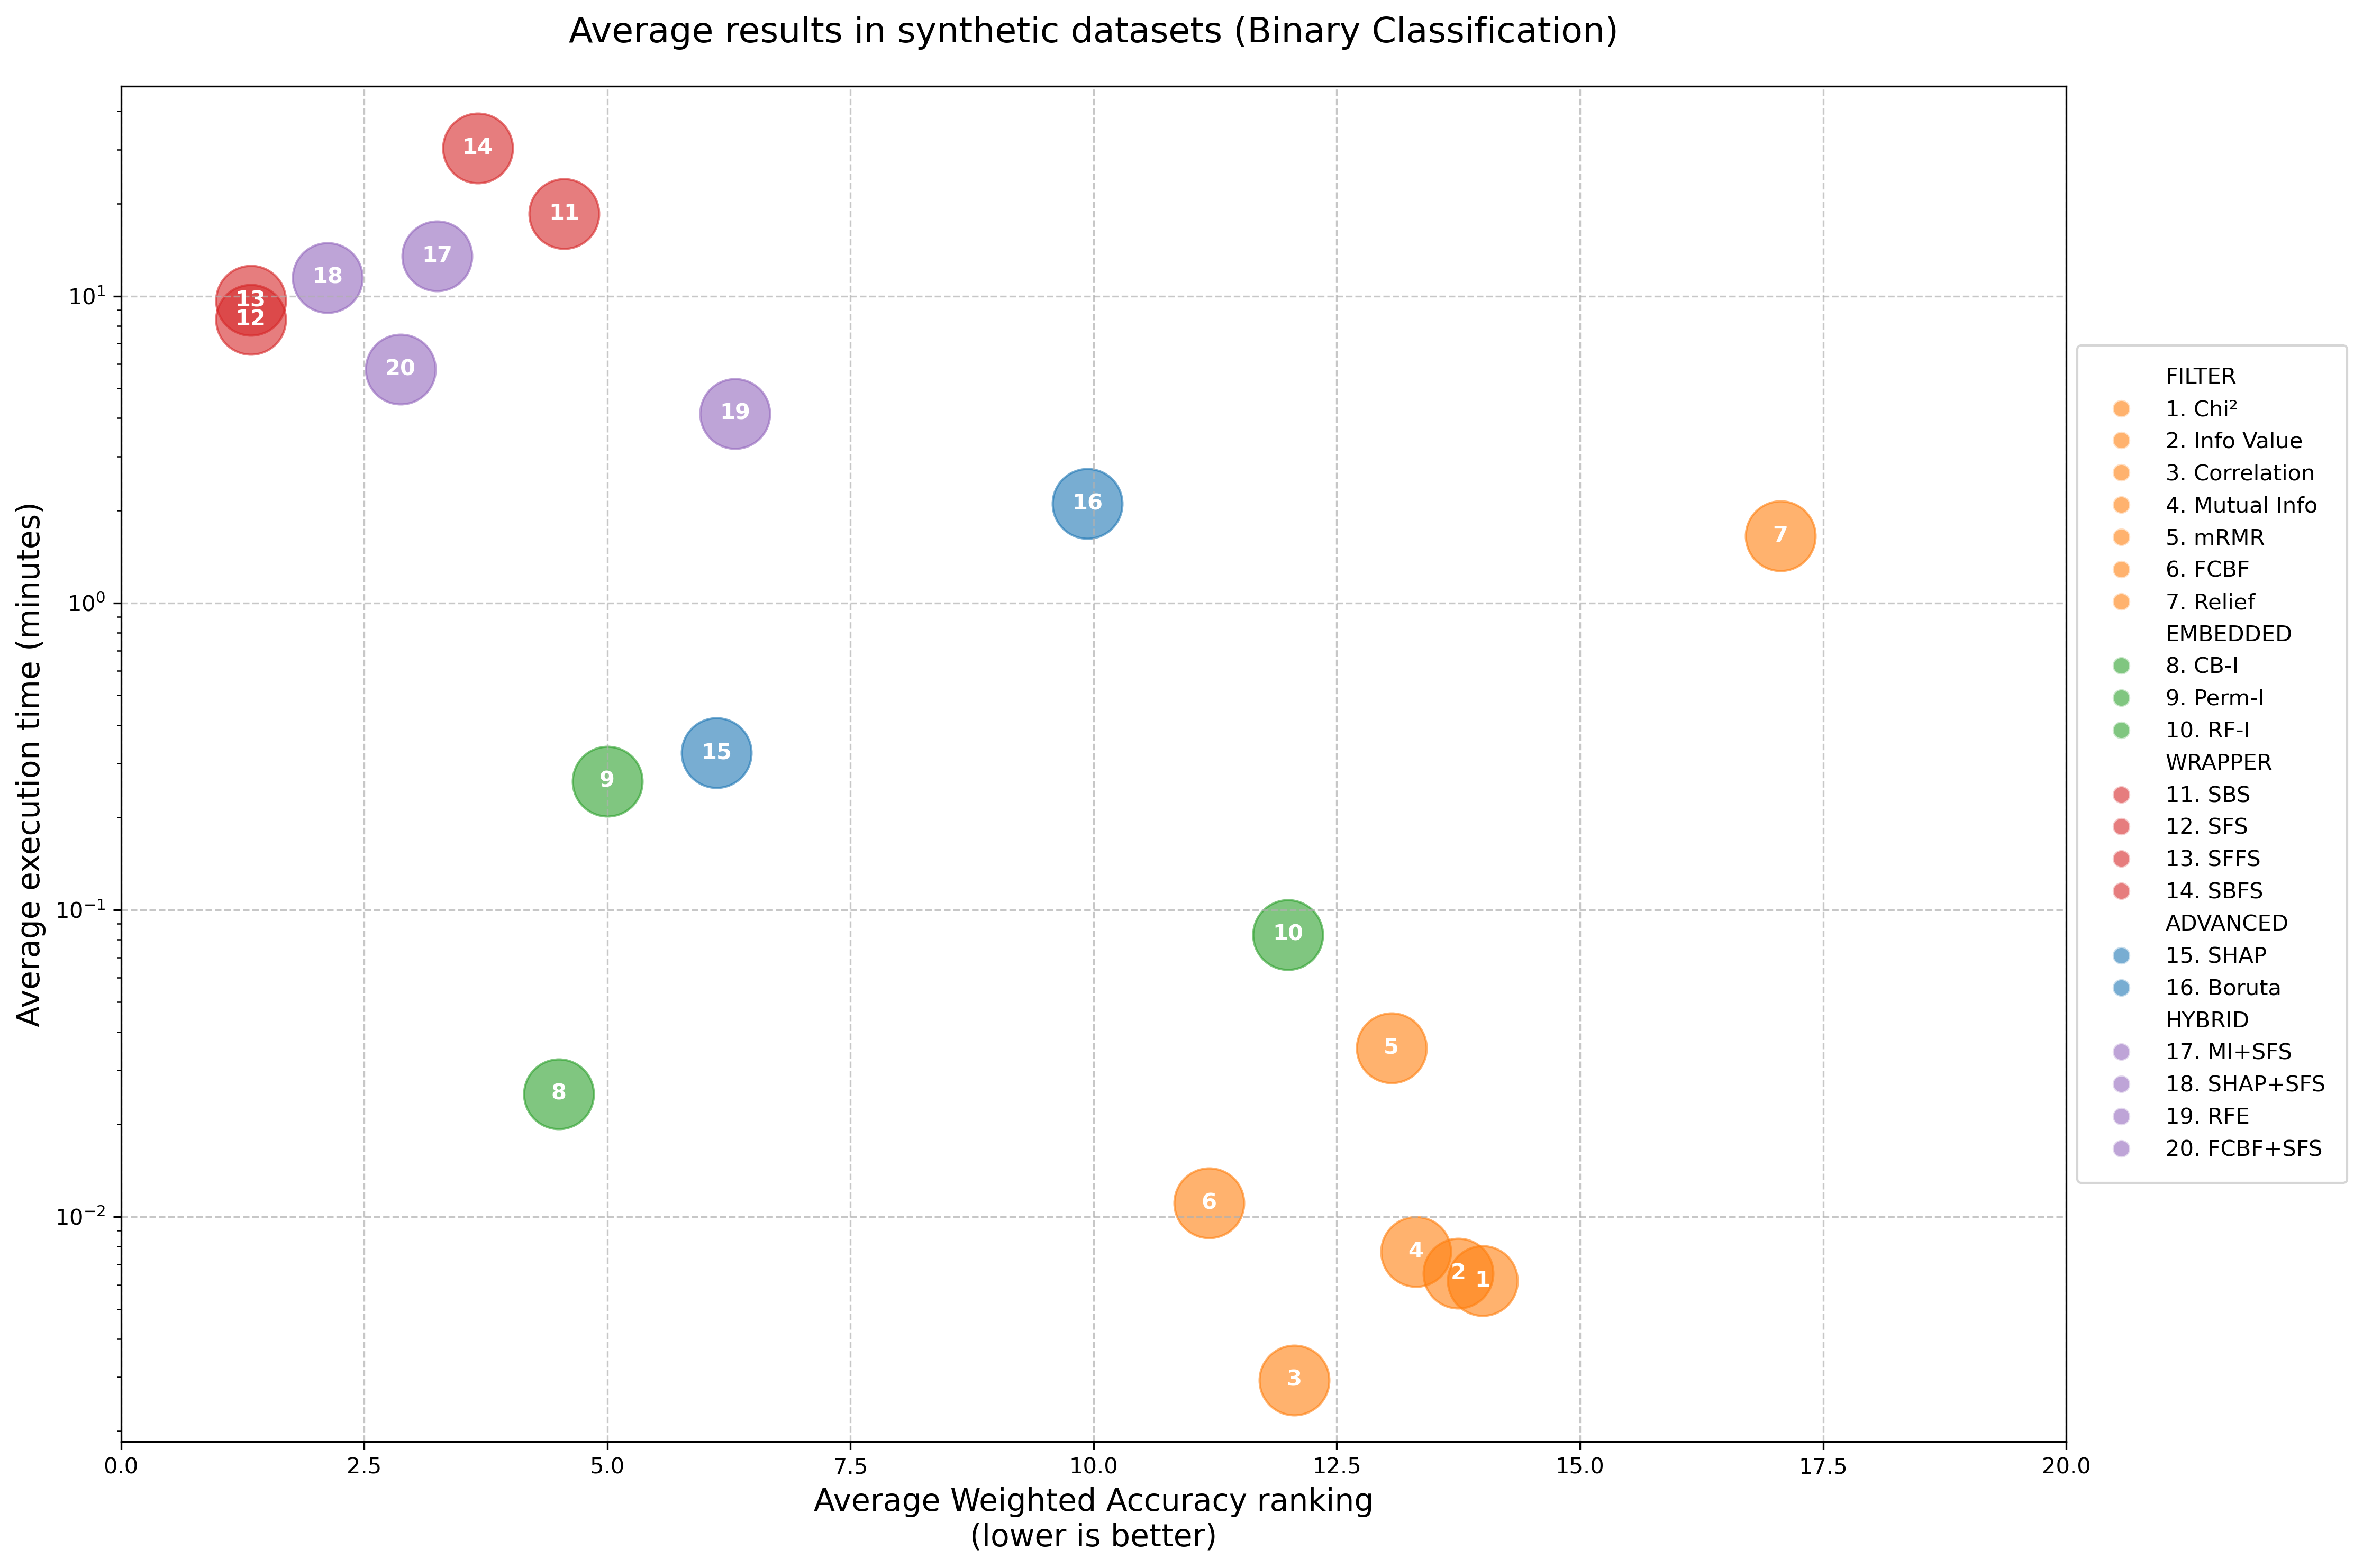 Average results in synthetic datasets (Binary Classification)
Average execution time (minutes)
10¹
10⁰
10⁻¹
10⁻²
14
11
17
18
13
12
20
19
16
7
15
9
10
5
8
6
4
2
1
3
0.0
2.5
5.0
7.5
10.0
12.5
15.0
17.5
20.0
Average Weighted Accuracy ranking
(lower is better)
FILTER
1. Chi²
2. Info Value
3. Correlation
4. Mutual Info
5. mRMR
6. FCBF
7. Relief
EMBEDDED
8. CB-I
9. Perm-I
10. RF-I
WRAPPER
11. SBS
12. SFS
13. SFFS
14. SBFS
ADVANCED
15. SHAP
16. Boruta
HYBRID
17. MI+SFS
18. SHAP+SFS
19. RFE
20. FCBF+SFS